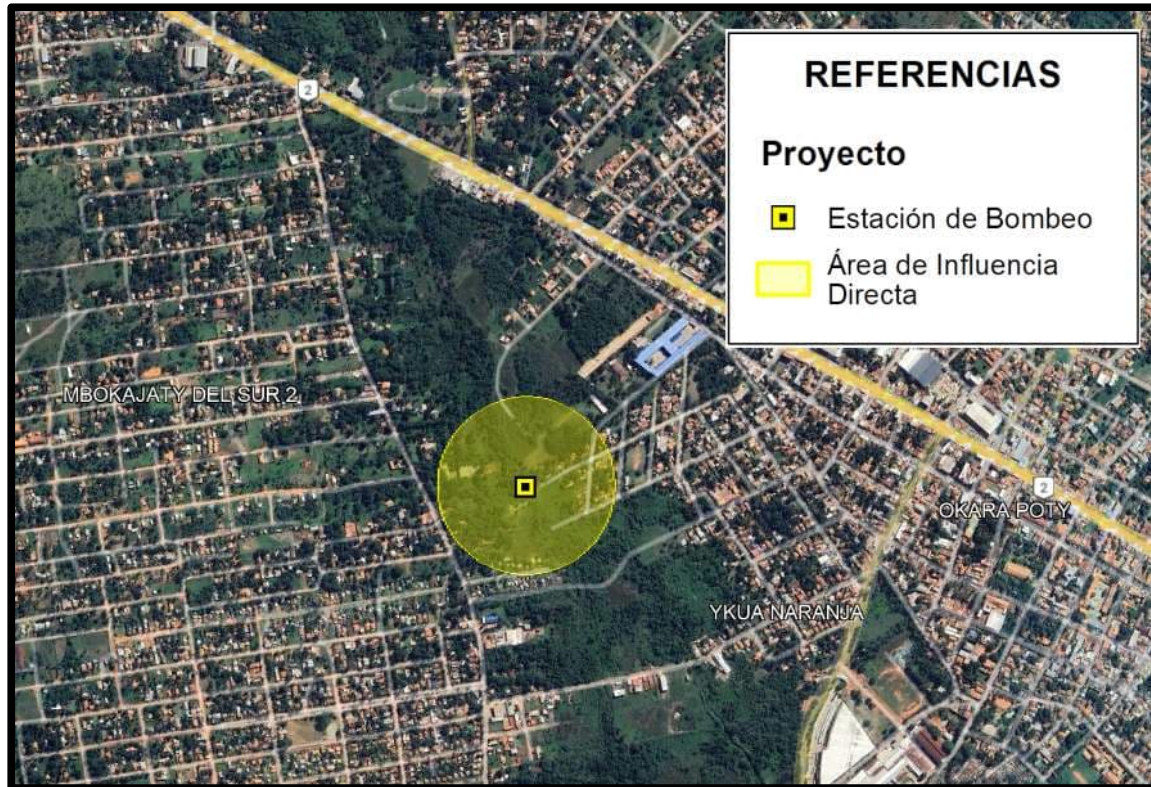 REFERENCIAS
Proyecto
Estación de Bombeo
Área de Influencia
Directa
2
MBOKAJATY DEL SUR 2
2
OKARA POTY
YKUA NARANJA